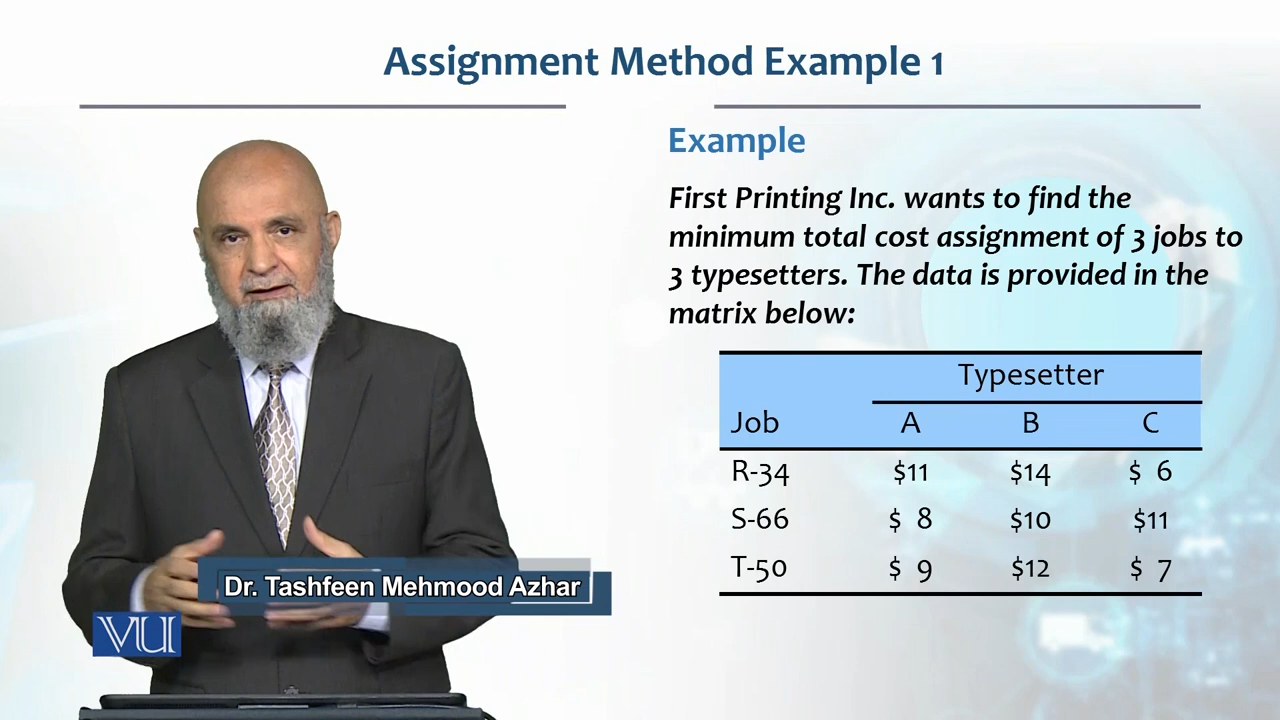 Assignment Method Example 1
Example
First Printing Inc. wants to find the
minimum total cost assignment of 3 jobs to
3 typesetters. The data is provided in the
matrix below:
Typesetter
Job A B C
R-34 $11 $14 $ 6
S-66 $ 8 $10 $11
T-50 $ 9 $12 $ 7
Dr. Tashfeen Mehmood Azhar
VU